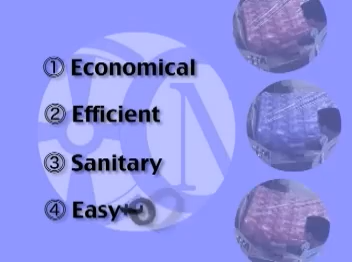 ① Economical
② Efficient
③ Sanitary
④ Easy